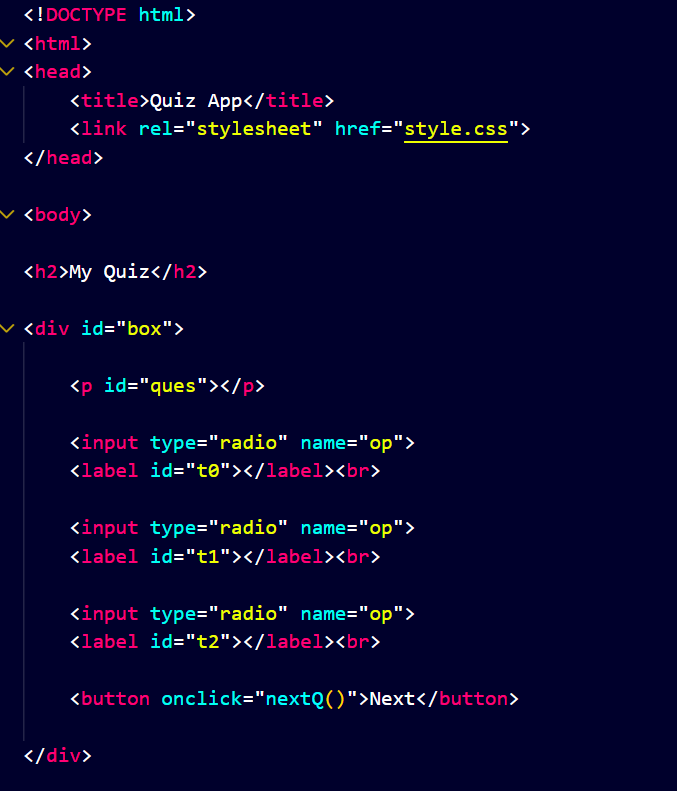 <!DOCTYPE html>
<html>
<head>
    <title>Quiz App</title>
    <link rel="stylesheet" href="style.css">
</head>

<body>

<h2>My Quiz</h2>

<div id="box">

    <p id="ques"></p>

    <input type="radio" name="op">
    <label id="t0"></label><br>

    <input type="radio" name="op">
    <label id="t1"></label><br>

    <input type="radio" name="op">
    <label id="t2"></label><br>

    <button onclick="nextQ()">Next</button>

</div>